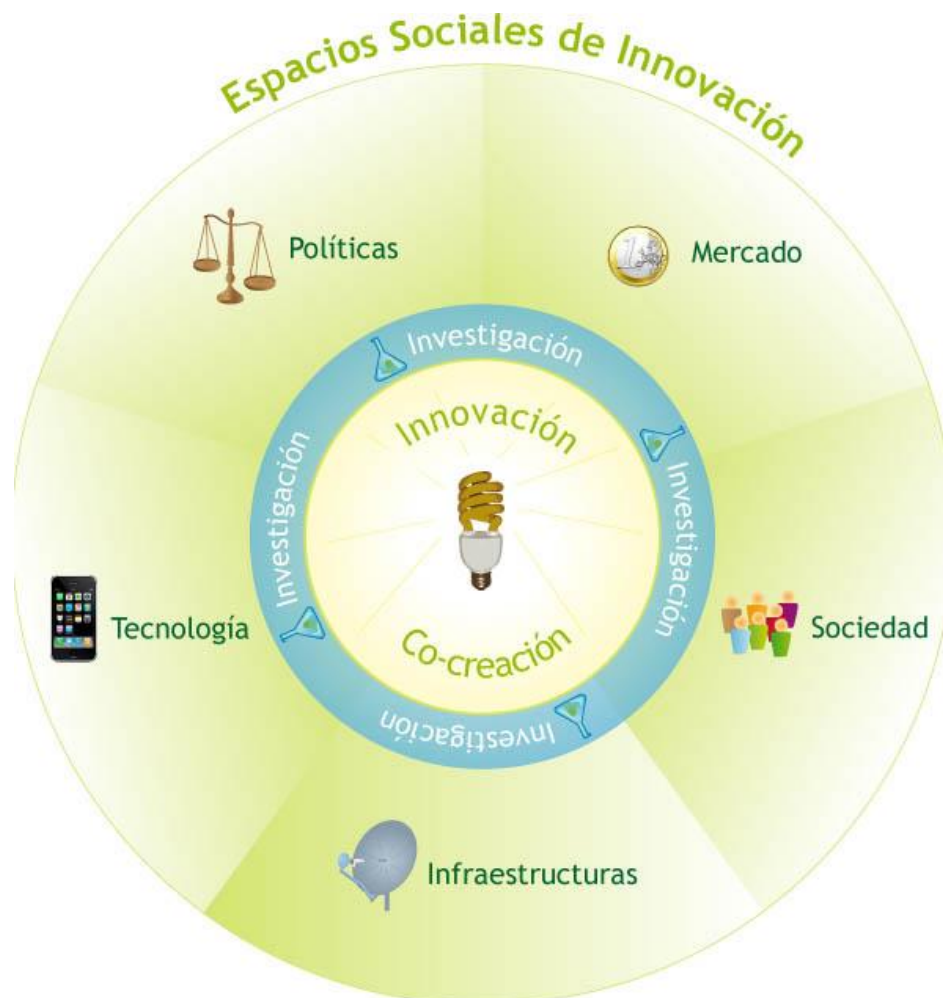 Espacios Sociales de Innovación
Políticas
Mercado
Investigación
Investigación
Investigación
Investigación
Innovación
Co-creación
Tecnología
Sociedad
Infraestructuras